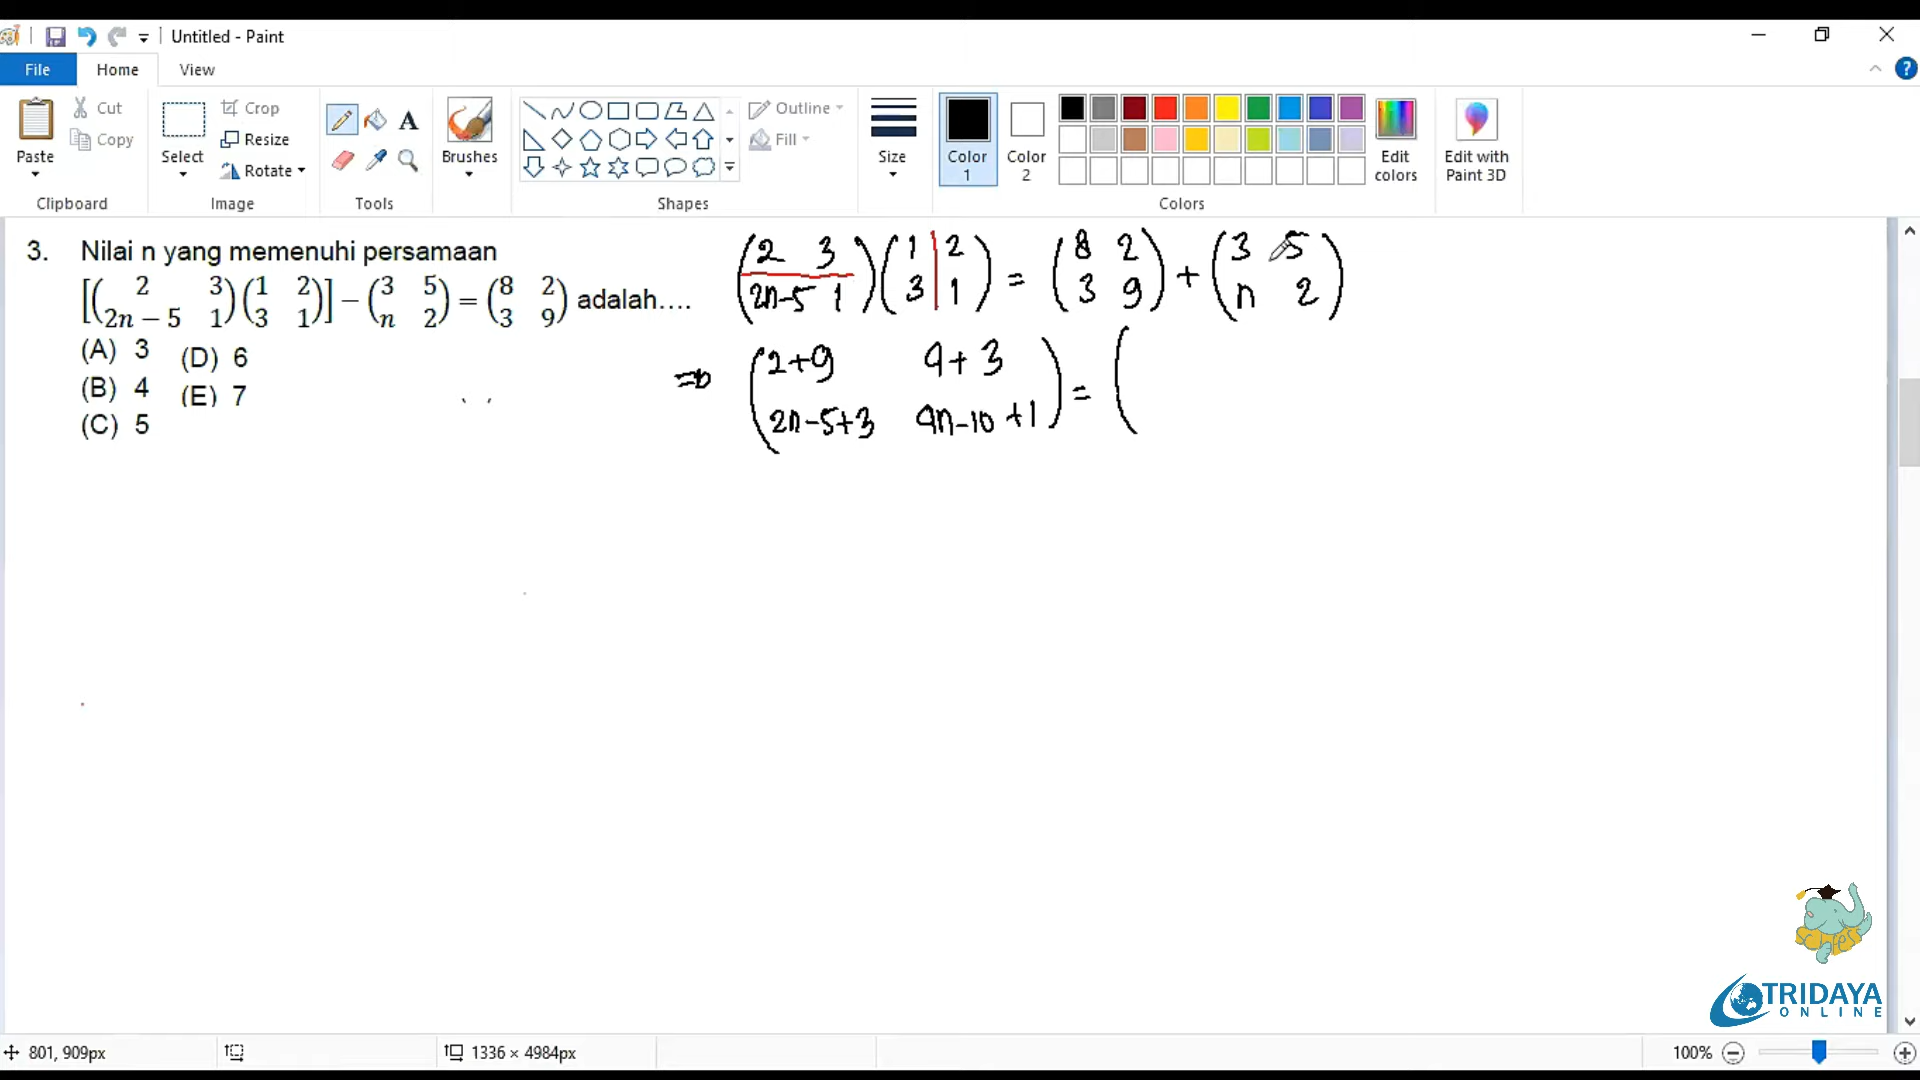 Untitled - Paint
File Home View
Paste
Cut
Copy
Clipboard
Select
Crop
Resize
Rotate
Image
A
Tools
Brushes
Shapes
Outline
Fill
Size
Color 1
Color 2
Colors
Edit colors
Edit with Paint 3D
3. Nilai n yang memenuhi persamaan
[(2 3
2n − 5 1)(1 2
3 1)] − (3 5
n 2) = (8 2
3 9) adalah....
(A) 3 (D) 6
(B) 4 (E) 7
(C) 5
(2 3
2n-5 1)(1 2
3 1) = (8 2
3 9) + (3 5
n 2)
⇒ (2+9 4+3
2n-5+3 4n-10+1) = (
TRIDAYA
ONLINE
801, 909px
1336 × 4984px
100%